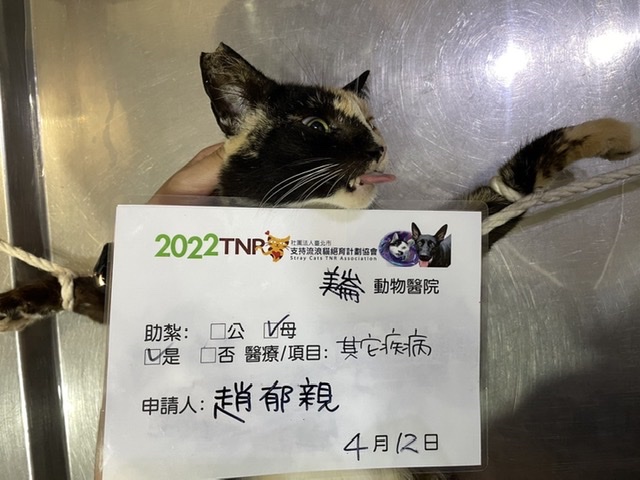 2022TNR 社團法人臺北市
支持流浪貓絕育計劃協會
Stray Cats TNR Association
美崙 動物醫院
助紮: □公 ☑母
☑是 □否 醫療/項目: 其它疾病
申請人: 趙郁親
4月12日